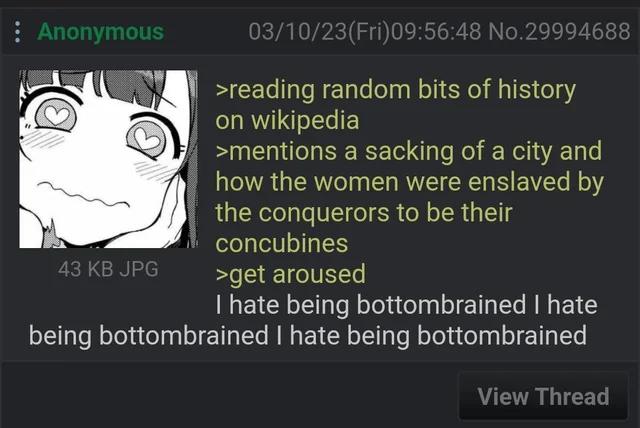 Anonymous 03/10/23(Fri)09:56:48 No.29994688
>reading random bits of history
on wikipedia
>mentions a sacking of a city and
how the women were enslaved by
the conquerors to be their
concubines
>get aroused
43 KB JPG
I hate being bottombrained I hate
being bottombrained I hate being bottombrained
View Thread